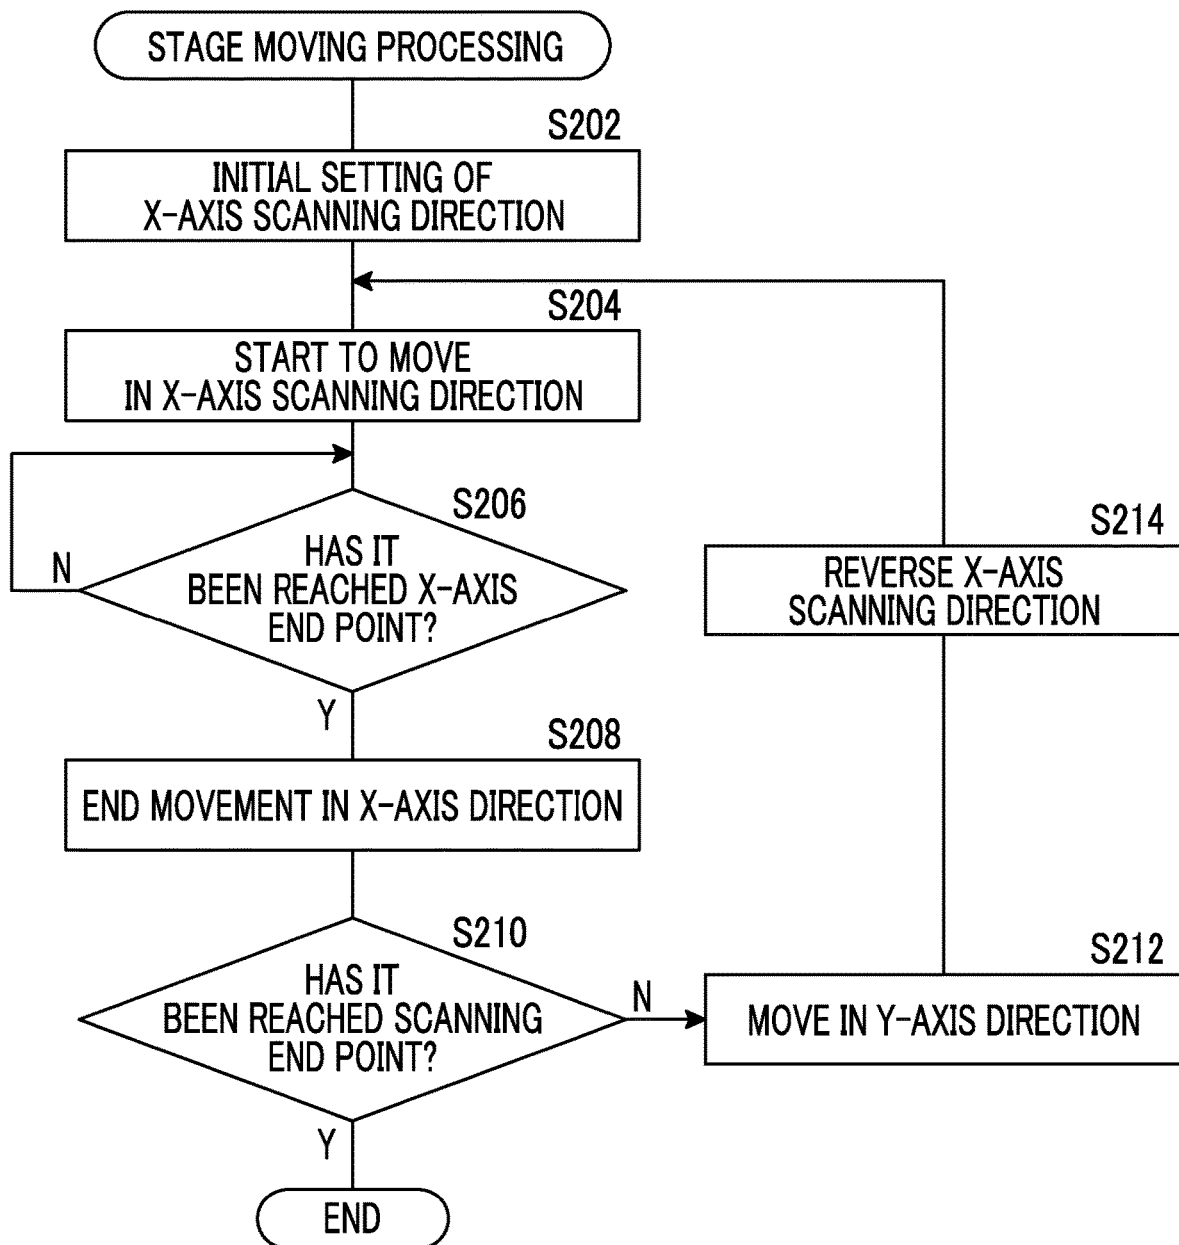 STAGE MOVING PROCESSING
S202
INITIAL SETTING OF
X-AXIS SCANNING DIRECTION
S204
START TO MOVE
IN X-AXIS SCANNING DIRECTION
S206
HAS IT
BEEN REACHED X-AXIS
END POINT?
N
Y
S214
REVERSE X-AXIS
SCANNING DIRECTION
S208
END MOVEMENT IN X-AXIS DIRECTION
S210
HAS IT
BEEN REACHED SCANNING
END POINT?
N
Y
S212
MOVE IN Y-AXIS DIRECTION
END